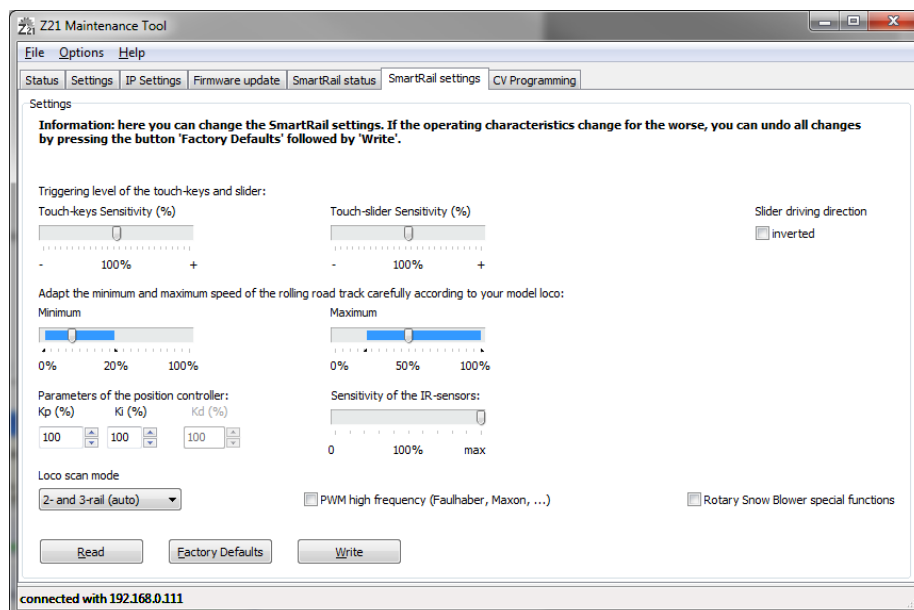 Z21 Maintenance Tool
File Options Help
Status Settings IP Settings Firmware update SmartRail status SmartRail settings CV Programming
Settings
Information: here you can change the SmartRail settings. If the operating characteristics change for the worse, you can undo all changes
by pressing the button 'Factory Defaults' followed by 'Write'.
Triggering level of the touch-keys and slider:
Touch-keys Sensitivity (%) Touch-slider Sensitivity (%) Slider driving direction
inverted
- 100% + - 100% +
Adapt the minimum and maximum speed of the rolling road track carefully according to your model loco:
Minimum Maximum
0% 20% 100% 0% 50% 100%
Parameters of the position controller: Sensitivity of the IR-sensors:
Kp (%) Ki (%) Kd (%)
100 100 100
0 100% max
Loco scan mode
2- and 3-rail (auto) PWM high frequency (Faulhaber, Maxon, ...) Rotary Snow Blower special functions
Read Factory Defaults Write
connected with 192.168.0.111